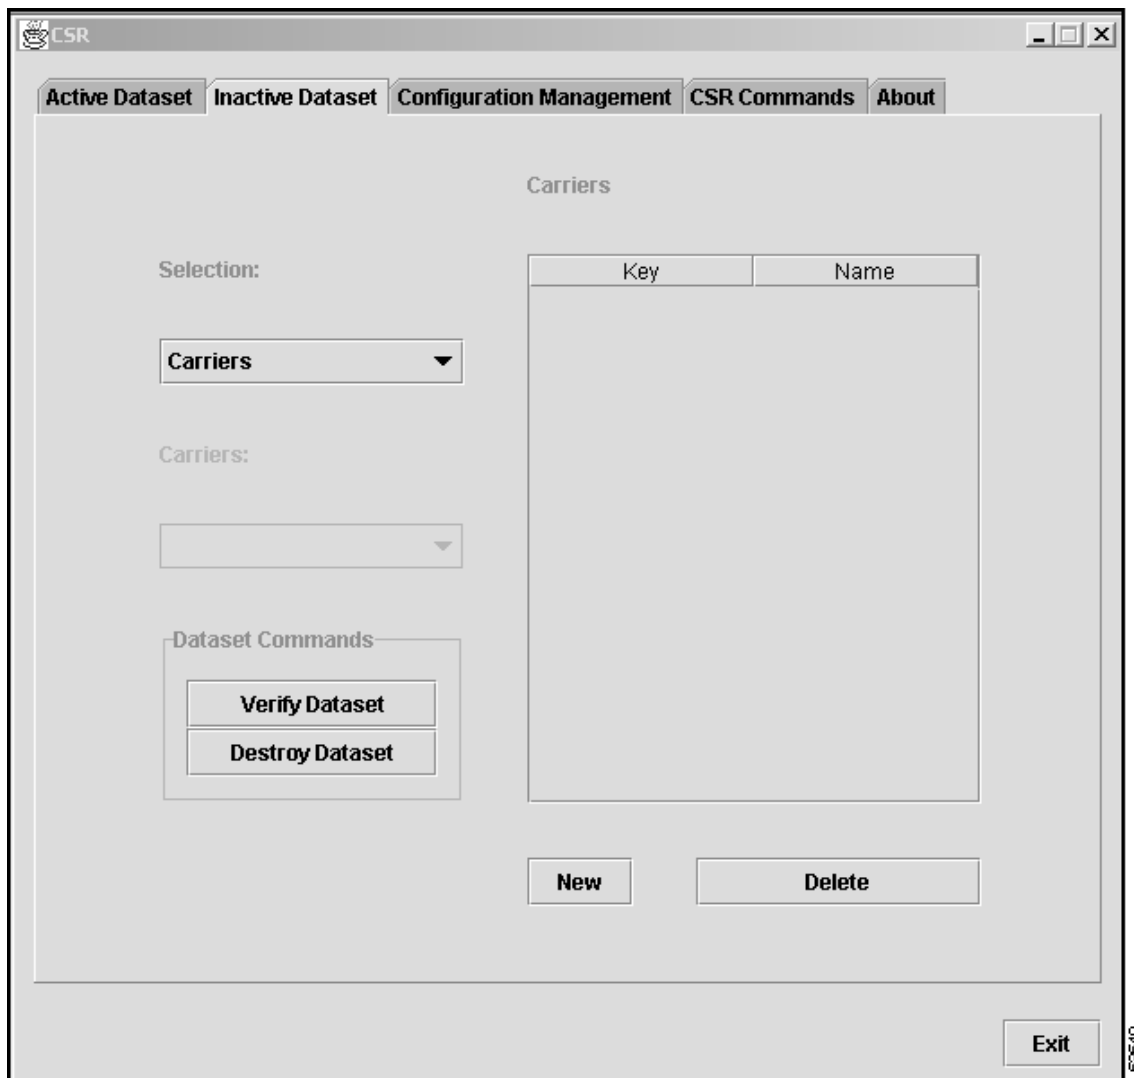 CSR
Active Dataset
Inactive Dataset
Configuration Management
CSR Commands
About
Carriers
Selection:
Key
Name
Carriers
Carriers:
Dataset Commands
Verify Dataset
Destroy Dataset
New
Delete
Exit